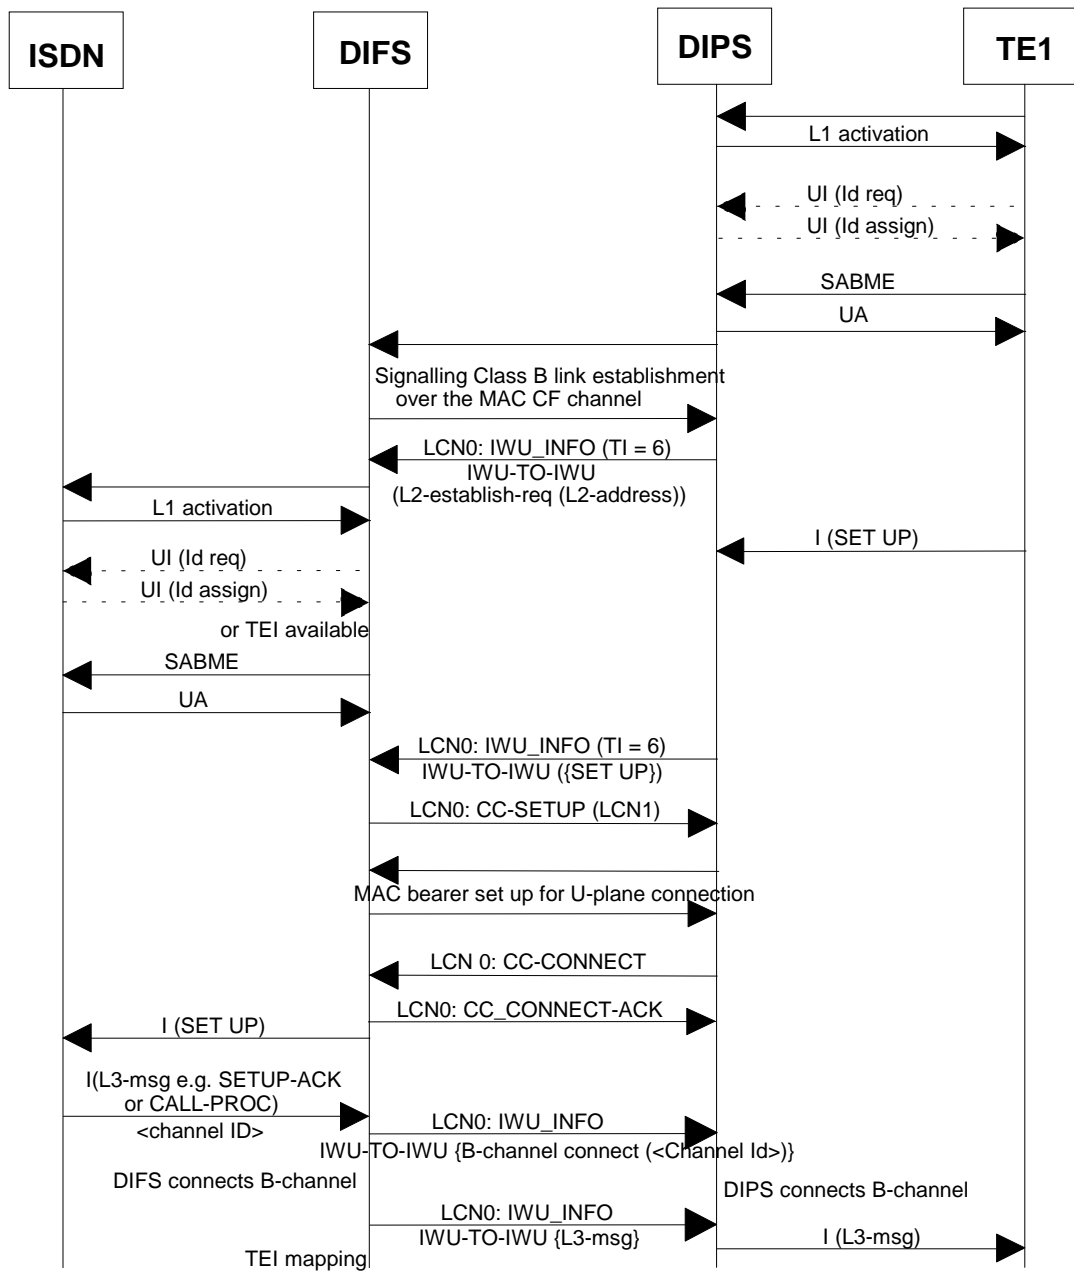 ISDN
DIFS
DIPS
TE1
L1 activation
UI (Id req)
UI (Id assign)
SABME
UA
Signalling Class B link establishment
over the MAC CF channel
LCN0: IWU_INFO (TI = 6)
IWU-TO-IWU
(L2-establish-req (L2-address))
L1 activation
I (SET UP)
UI (Id req)
UI (Id assign)
or TEI available
SABME
UA
LCN0: IWU_INFO (TI = 6)
IWU-TO-IWU ({SET UP})
LCN0: CC-SETUP (LCN1)
MAC bearer set up for U-plane connection
LCN 0: CC-CONNECT
LCN0: CC_CONNECT-ACK
I (SET UP)
I(L3-msg e.g. SETUP-ACK
or CALL-PROC)
<channel ID>
LCN0: IWU_INFO
IWU-TO-IWU {B-channel connect (<Channel Id>)}
DIFS connects B-channel
DIPS connects B-channel
LCN0: IWU_INFO
IWU-TO-IWU {L3-msg}
I (L3-msg)
TEI mapping